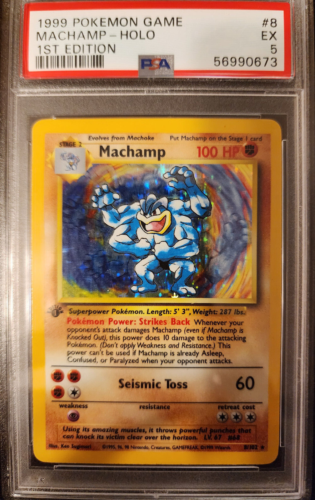 1999 POKEMON GAME #8
MACHAMP - HOLO EX
1ST EDITION 5
PSA 56990673
Evolves from Machoke Put Machamp on the Stage 1 card
STAGE 2
Machamp 100 HP
Superpower Pokémon. Length: 5' 3", Weight: 287 lbs.
Pokémon Power: Strikes Back Whenever your
opponent's attack damages Machamp (even if Machamp is
Knocked Out), this power does 10 damage to the attacking
Pokémon. (Don't apply Weakness and Resistance.) This
power can't be used if Machamp is already Asleep,
Confused, or Paralyzed when your opponent attacks.
Seismic Toss 60
weakness resistance retreat cost
Using its amazing muscles, it throws powerful punches that
can knock its victim clear over the horizon. LV. 67 #68